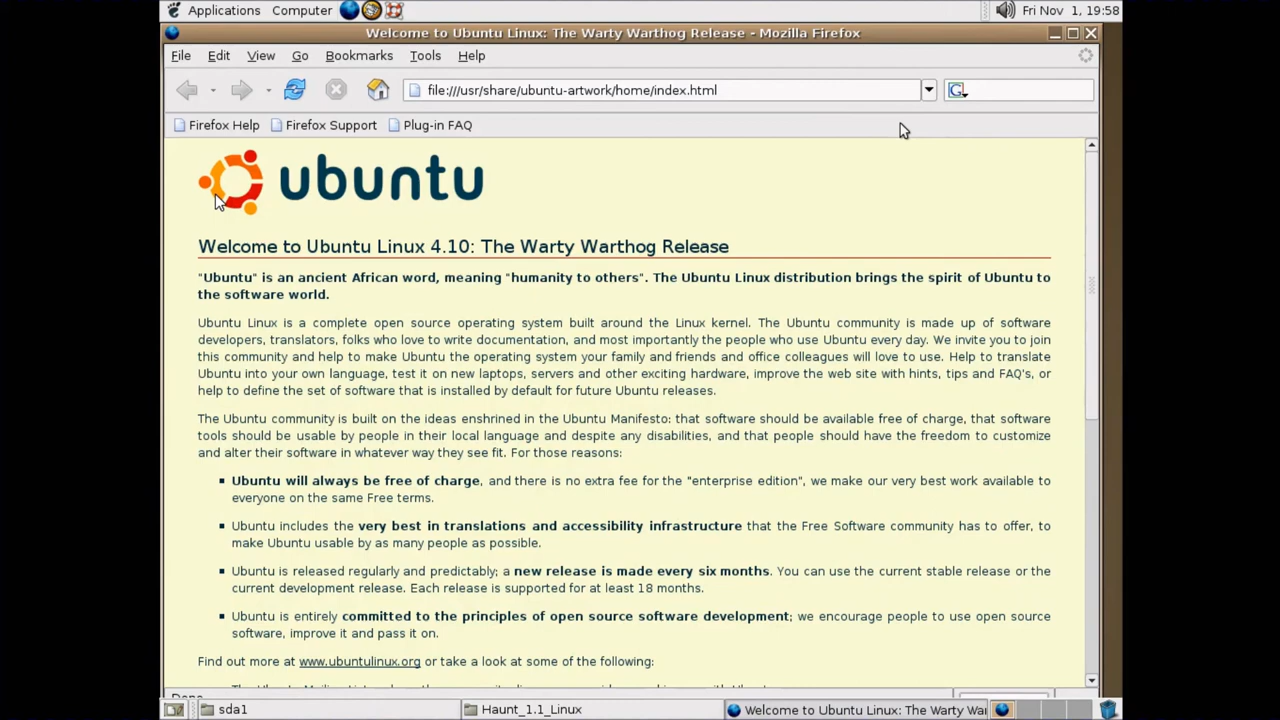 Applications Computer Fri Nov 1, 19:58
Welcome to Ubuntu Linux: The Warty Warthog Release - Mozilla Firefox
File Edit View Go Bookmarks Tools Help
file:///usr/share/ubuntu-artwork/home/index.html G
Firefox Help Firefox Support Plug-in FAQ
ubuntu
Welcome to Ubuntu Linux 4.10: The Warty Warthog Release
"Ubuntu" is an ancient African word, meaning "humanity to others". The Ubuntu Linux distribution brings the spirit of Ubuntu to
the software world.
Ubuntu Linux is a complete open source operating system built around the Linux kernel. The Ubuntu community is made up of software
developers, translators, folks who love to write documentation, and most importantly the people who use Ubuntu every day. We invite you to join
this community and help to make Ubuntu the operating system your family and friends and office colleagues will love to use. Help to translate
Ubuntu into your own language, test it on new laptops, servers and other exciting hardware, improve the web site with hints, tips and FAQ's, or
help to define the set of software that is installed by default for future Ubuntu releases.
The Ubuntu community is built on the ideas enshrined in the Ubuntu Manifesto: that software should be available free of charge, that software
tools should be usable by people in their local language and despite any disabilities, and that people should have the freedom to customize
and alter their software in whatever way they see fit. For those reasons:
Ubuntu will always be free of charge, and there is no extra fee for the "enterprise edition", we make our very best work available to
everyone on the same Free terms.
Ubuntu includes the very best in translations and accessibility infrastructure that the Free Software community has to offer, to
make Ubuntu usable by as many people as possible.
Ubuntu is released regularly and predictably; a new release is made every six months. You can use the current stable release or the
current development release. Each release is supported for at least 18 months.
Ubuntu is entirely committed to the principles of open source software development; we encourage people to use open source
software, improve it and pass it on.
Find out more at www.ubuntulinux.org or take a look at some of the following:
sda1 Haunt_1.1_Linux Welcome to Ubuntu Linux: The Warty Wa